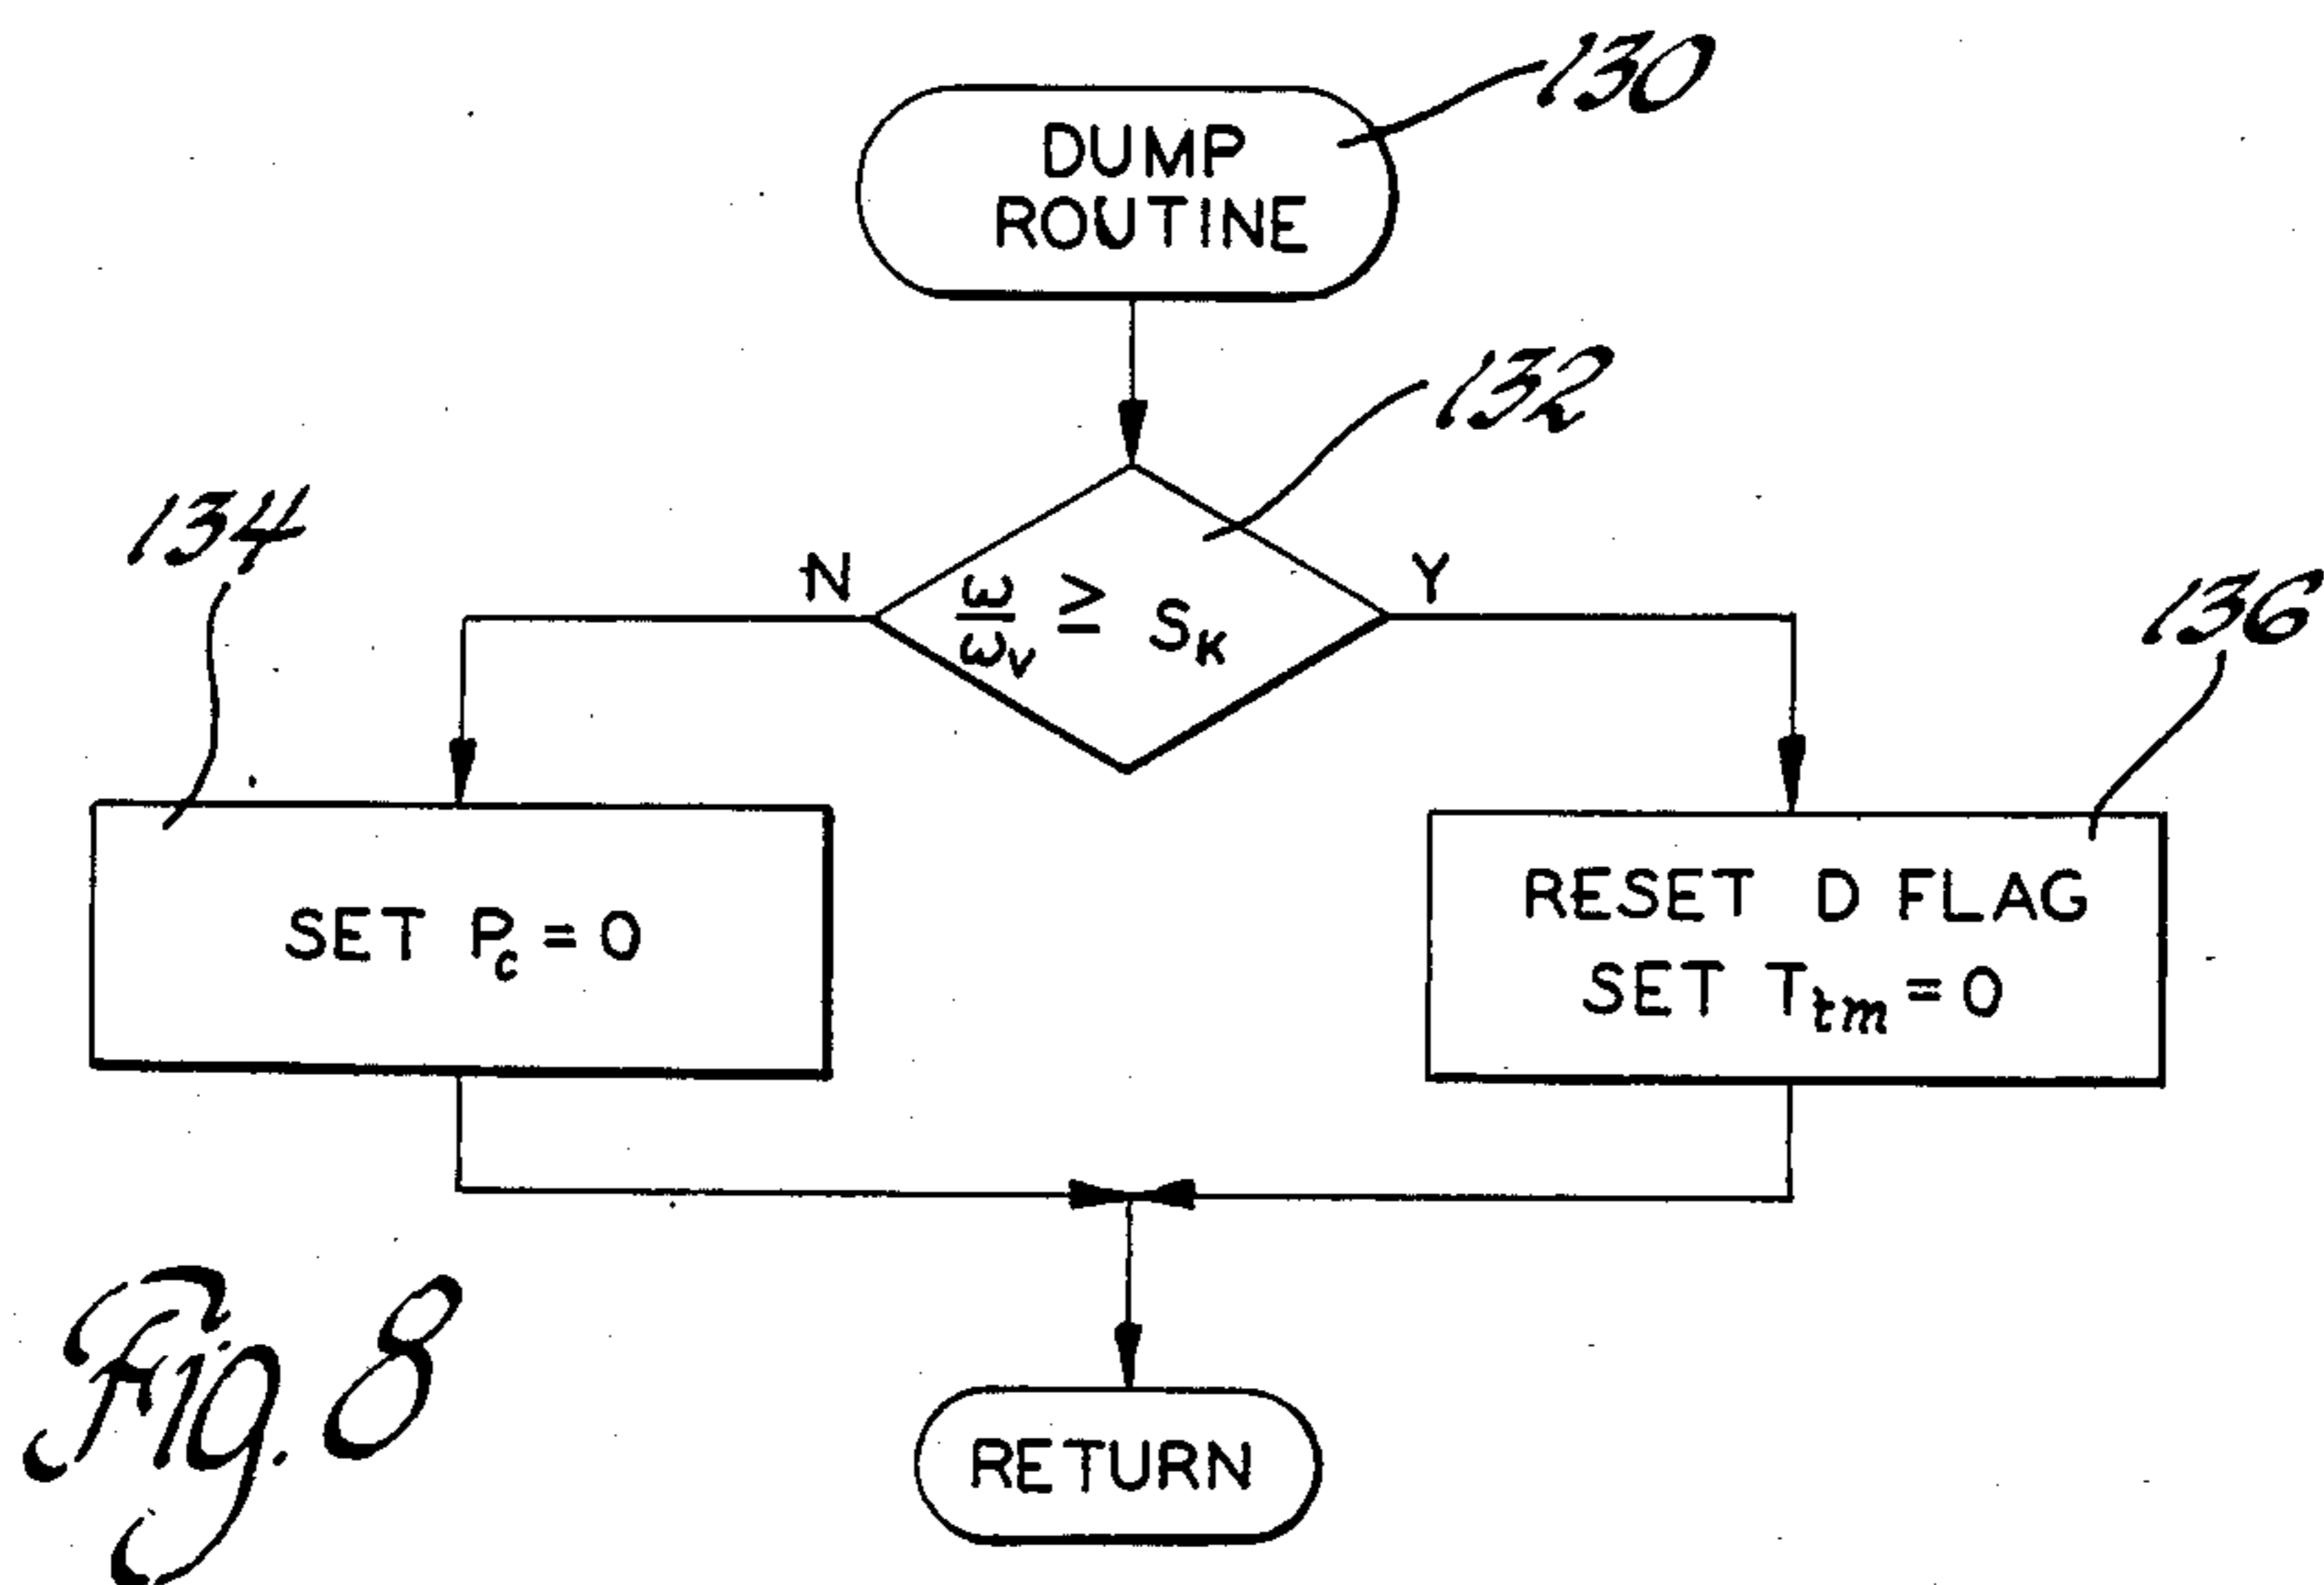 130
DUMP
ROUTINE
132
134
N
ω/ωv ≥ SK
Y
136
SET Pc = 0
RESET D FLAG
SET Ttm = 0
RETURN
Fig. 8